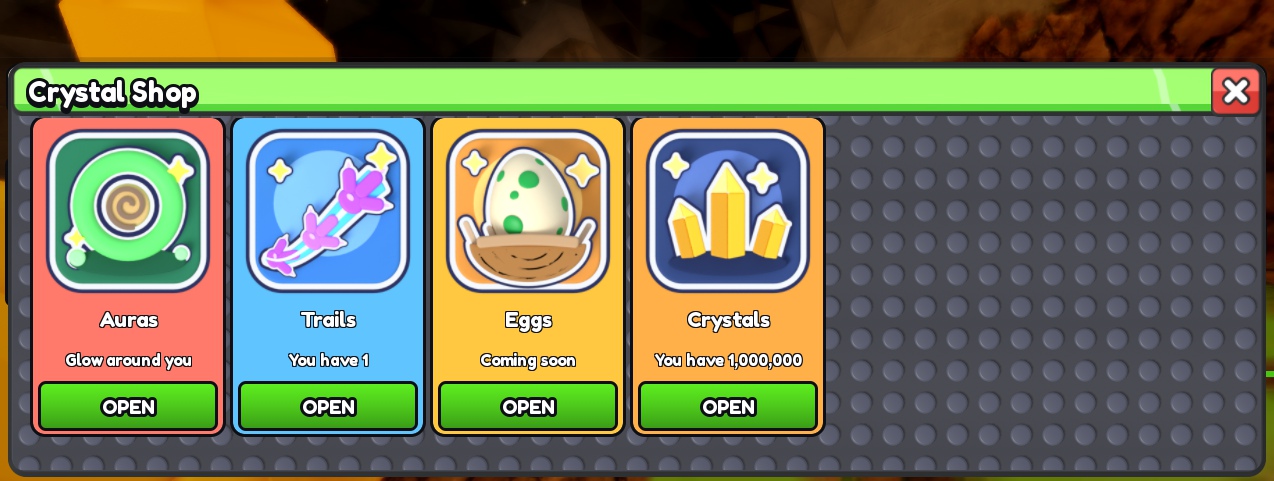 Crystal Shop
Auras
Glow around you
OPEN
Trails
You have 1
OPEN
Eggs
Coming soon
OPEN
Crystals
You have 1,000,000
OPEN